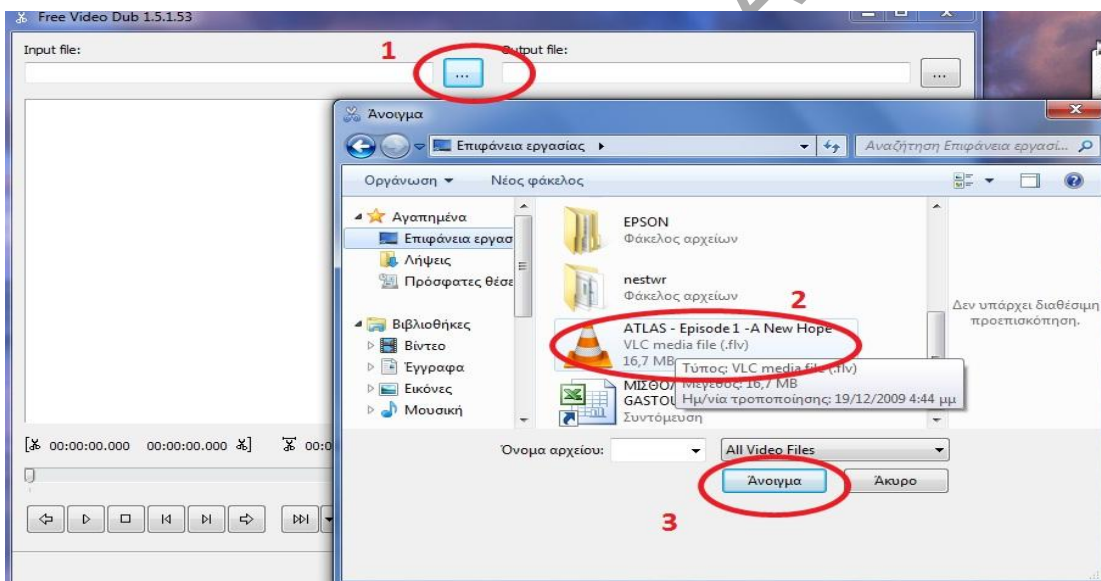 Free Video Dub 1.5.1.53
Input file:
1
Output file:
...
...
Άνοιγμα
Επιφάνεια εργασίας
Αναζήτηση Επιφάνεια εργασί...
Οργάνωση
Νέος φάκελος
Αγαπημένα
Επιφάνεια εργασ
Λήψεις
Πρόσφατες θέσε
Βιβλιοθήκες
Βίντεο
Έγγραφα
Εικόνες
Μουσική
EPSON
Φάκελος αρχείων
nestwr
Φάκελος αρχείων
2
ATLAS - Episode 1 -A New Hope
VLC media file (.flv)
16,7 MB
Τύπος: VLC media file (.flv)
Μέγεθος: 16,7 MB
Ημ/νία τροποποίησης: 19/12/2009 4:44 μμ
ΜΙΣΘΟΛ
GASTOU
Συντόμευση
Δεν υπάρχει διαθέσιμη
προεπισκόπηση.
00:00:00.000 00:00:00.000
00:0
Όνομα αρχείου:
All Video Files
Άνοιγμα
Άκυρο
3